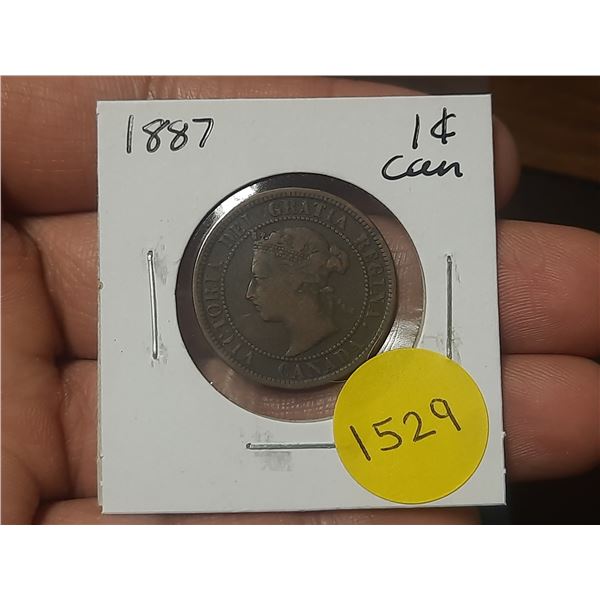 1887
1¢
Can
VICTORIA DEI GRATIA REGINA.
CANADA
1529